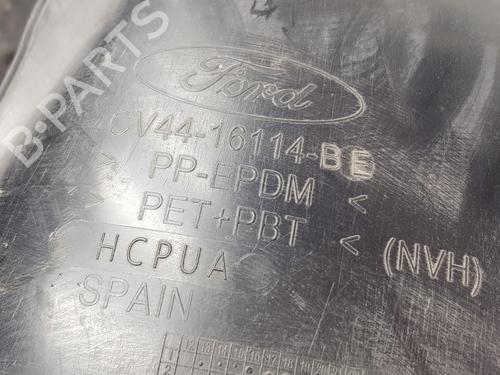 B-PARTS
Ford
CV44-16114-BE
> PP-EPDM <
> PET+PBT < (NVH)
HCPUA
SPAIN